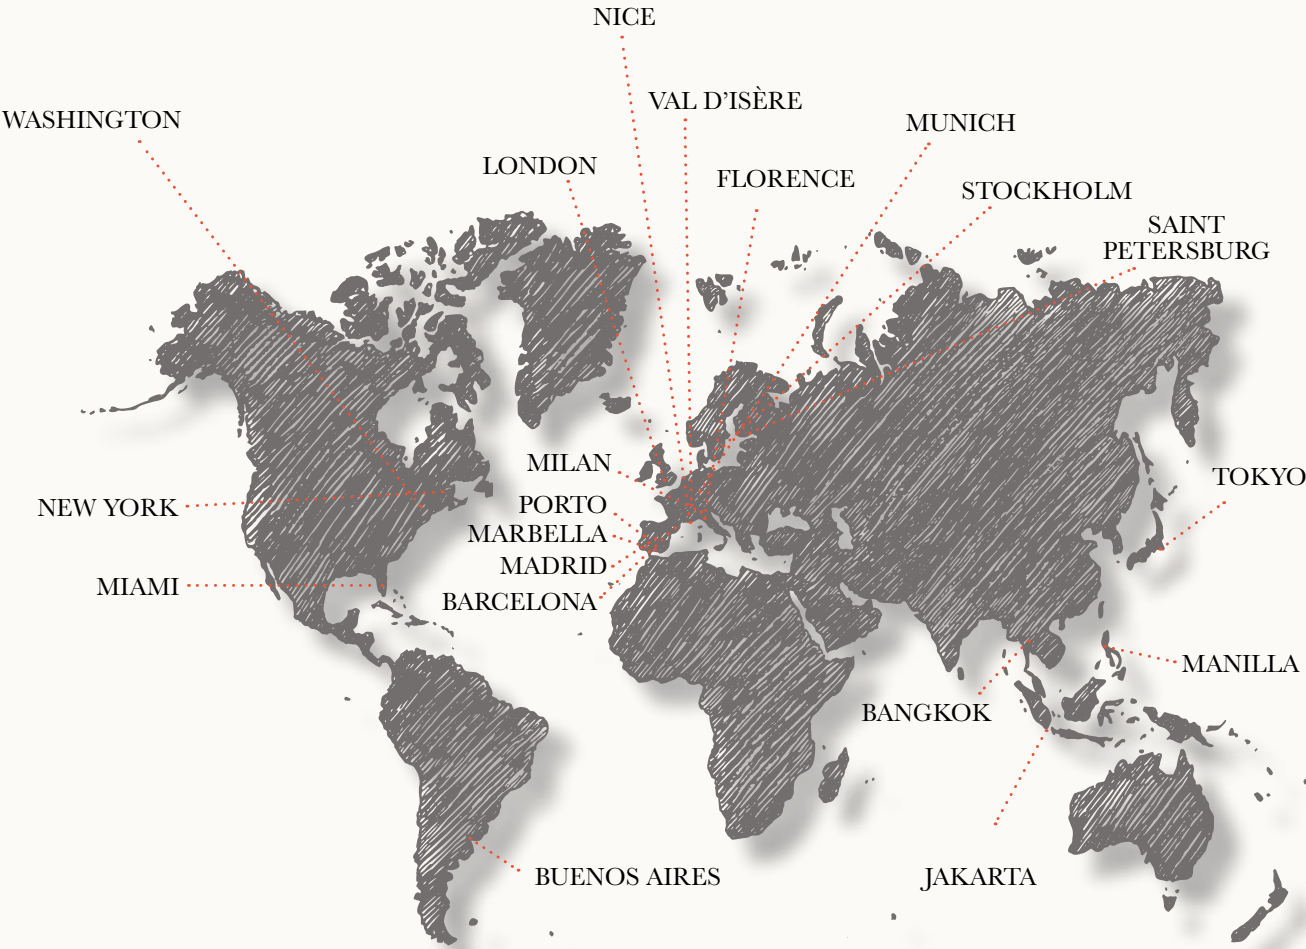 NICE
VAL D’ISÈRE
WASHINGTON
MUNICH
LONDON
FLORENCE
STOCKHOLM
SAINT
PETERSBURG
MILAN
TOKYO
PORTO
NEW YORK
MARBELLA
MADRID
MIAMI
BARCELONA
MANILLA
BANGKOK
BUENOS AIRES
JAKARTA